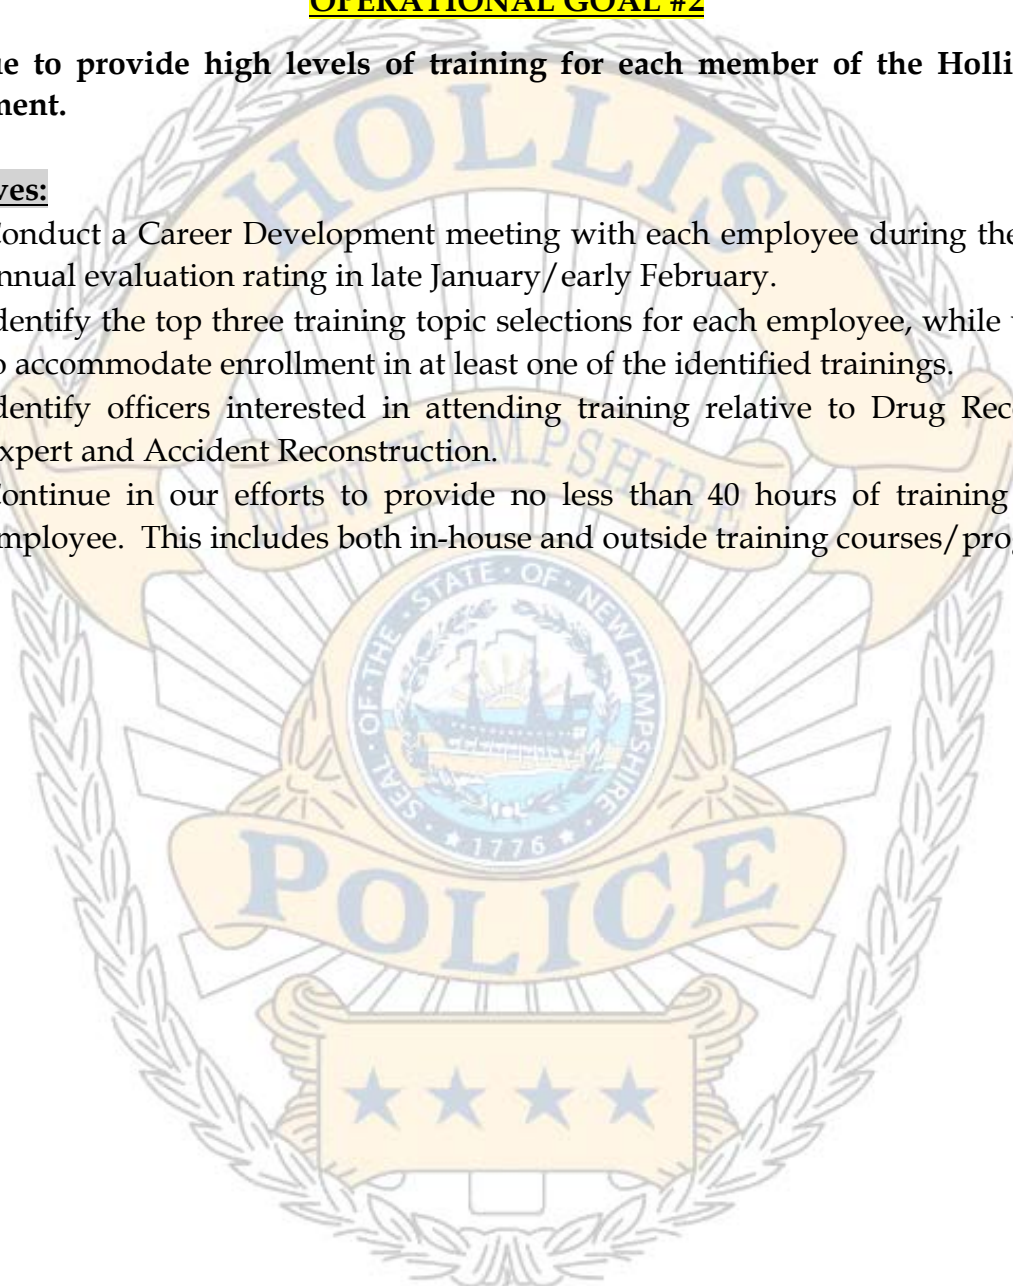 OPERATIONAL GOAL #2
ue to provide high levels of training for each member of the Holli
ment.
ves:
onduct a Career Development meeting with each employee during the
nnual evaluation rating in late January/early February.
dentify the top three training topic selections for each employee, while
o accommodate enrollment in at least one of the identified trainings.
dentify officers interested in attending training relative to Drug Rec
xpert and Accident Reconstruction.
ontinue in our efforts to provide no less than 40 hours of training
mployee. This includes both in-house and outside training courses/pro
HOLLIS
NEW HAMPSHIRE
SEAL · OF · THE · STATE · OF · NEW HAMPSHIRE ·
★ 1776 ★
POLICE